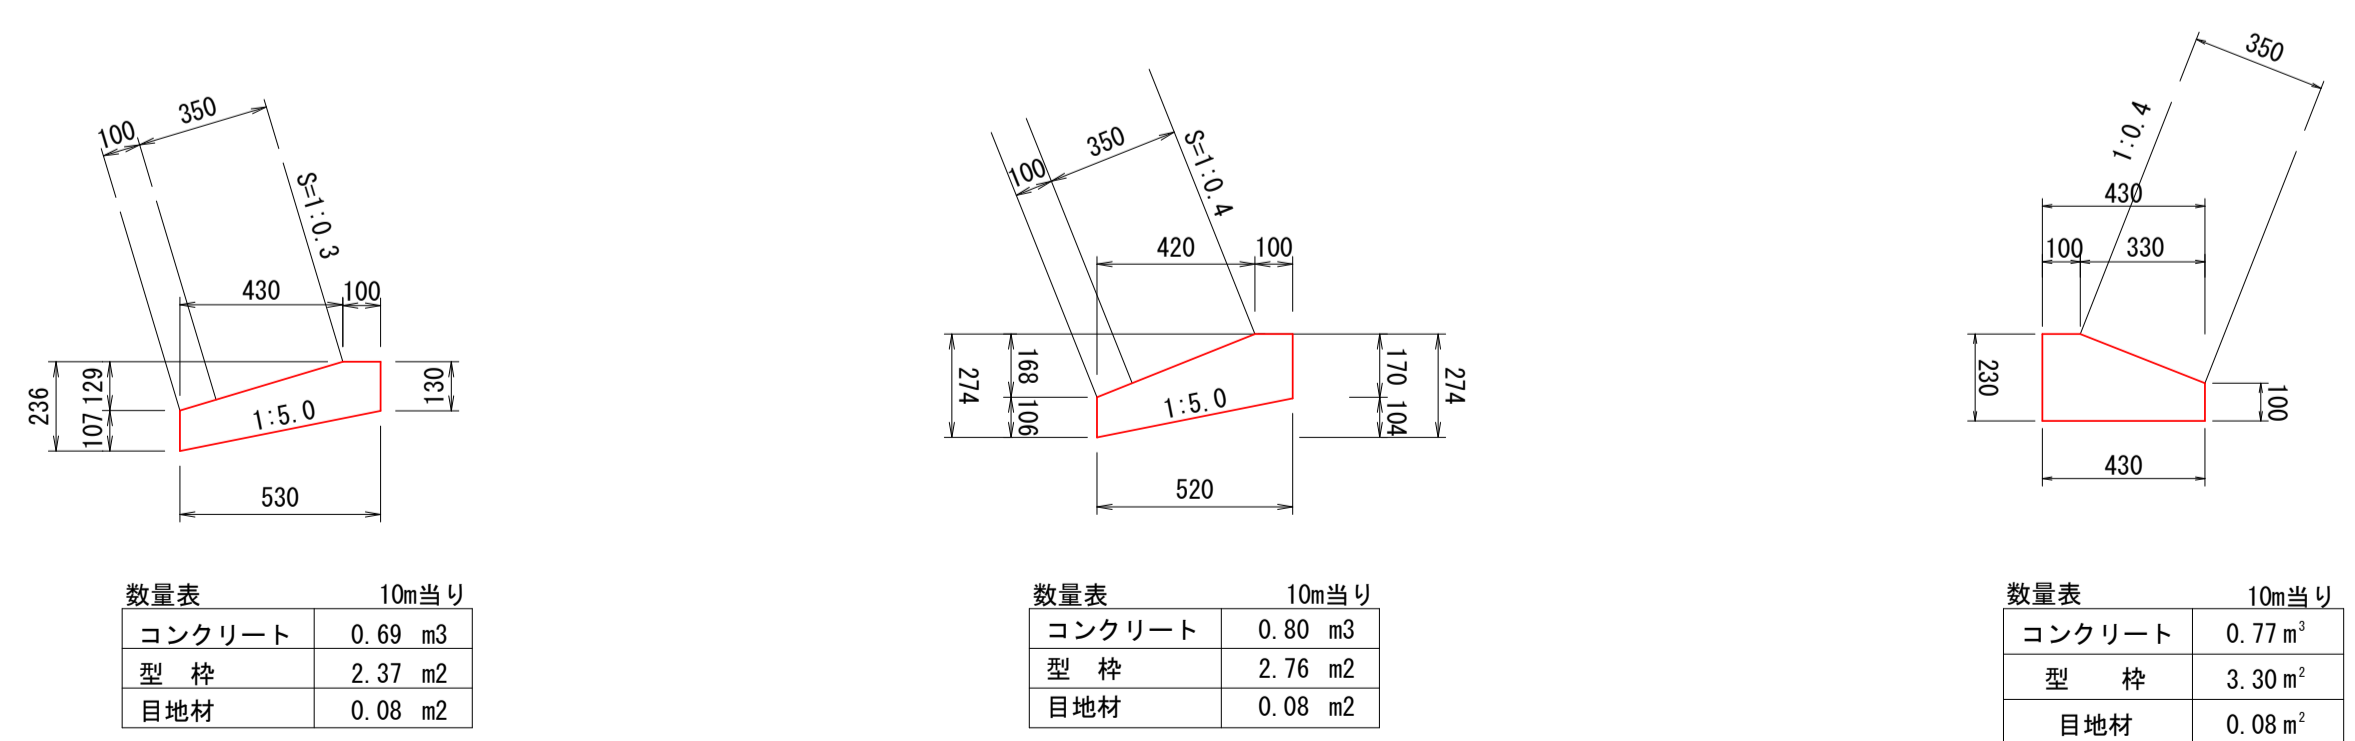 100
350
S=1:0.3
430
100
236
129
107
130
1:5.0
530
数量表 10m当り
コンクリート 0.69 m3
型 枠 2.37 m2
目地材 0.08 m2
100
350
S=1:0.4
420
100
274
168
106
170
104
274
1:5.0
520
数量表 10m当り
コンクリート 0.80 m3
型 枠 2.76 m2
目地材 0.08 m2
350
1:0.4
430
100
330
230
100
430
数量表 10m当り
コンクリート 0.77 m³
型 枠 3.30 m²
目地材 0.08 m²